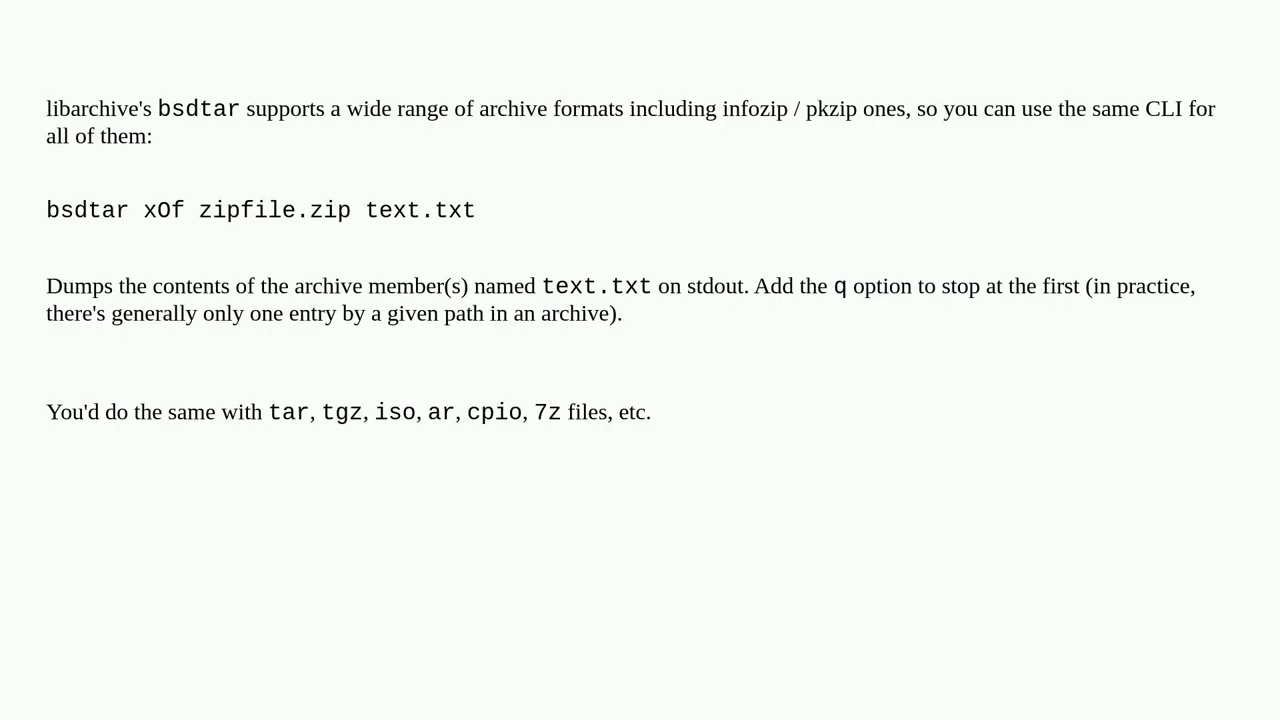 libarchive's bsdtar supports a wide range of archive formats including infozip / pkzip ones, so you can use the same CLI for
all of them:
bsdtar xOf zipfile.zip text.txt
Dumps the contents of the archive member(s) named text.txt on stdout. Add the q option to stop at the first (in practice,
there's generally only one entry by a given path in an archive).
You'd do the same with tar, tgz, iso, ar, cpio, 7z files, etc.